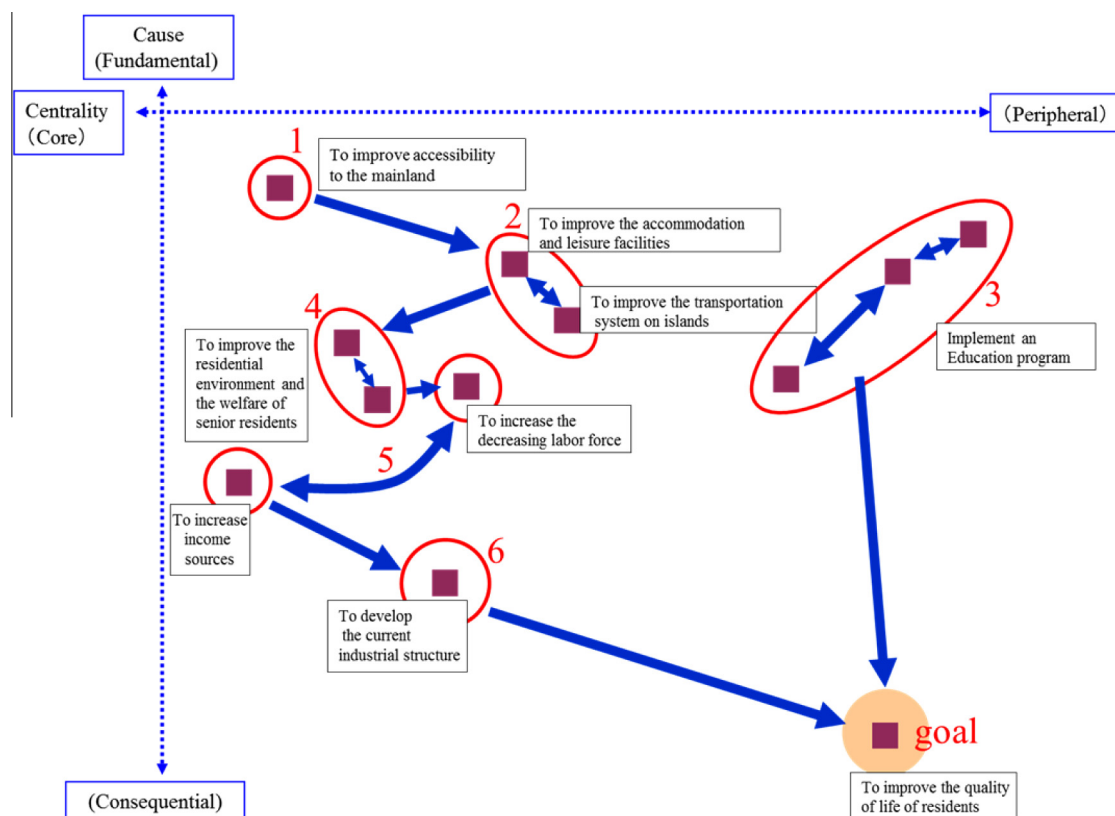 Cause
(Fundamental)
Centrality
(Core)
(Peripheral)
1
To improve accessibility
to the mainland
2
To improve the accommodation
and leisure facilities
To improve the transportation
system on islands
3
Implement an
Education program
4
To improve the
residential
environment and
the welfare of
senior residents
To increase the
decreasing labor force
5
To increase
income
sources
6
To develop
the current
industrial structure
goal
To improve the quality
of life of residents
(Consequential)